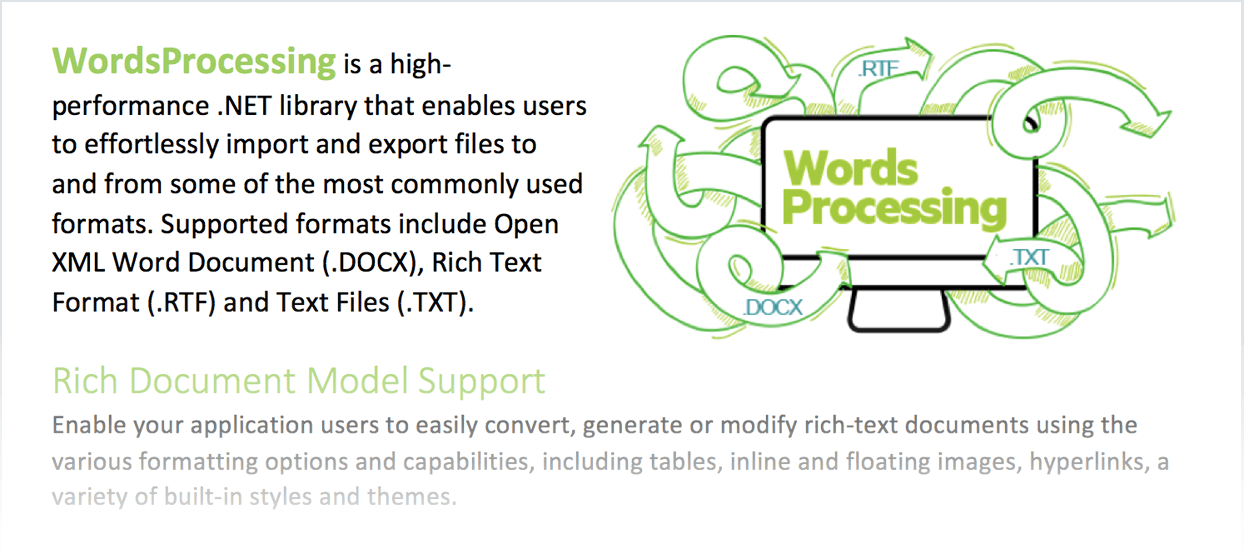 WordsProcessing is a high-
performance .NET library that enables users
to effortlessly import and export files to
and from some of the most commonly used
formats. Supported formats include Open
XML Word Document (.DOCX), Rich Text
Format (.RTF) and Text Files (.TXT).
.RTF
Words
Processing
.TXT
.DOCX
Rich Document Model Support
Enable your application users to easily convert, generate or modify rich-text documents using the
various formatting options and capabilities, including tables, inline and floating images, hyperlinks, a
variety of built-in styles and themes.